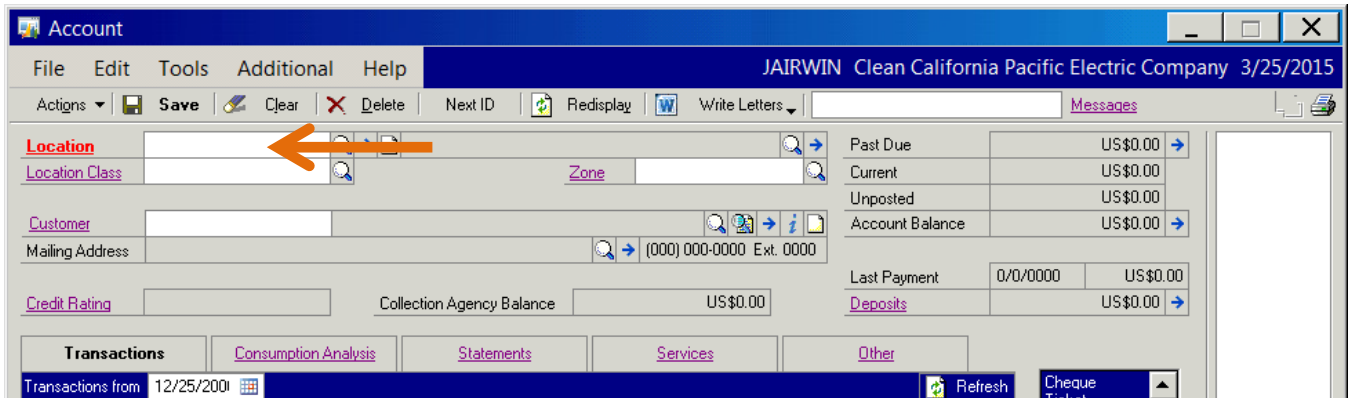 Account
File Edit Tools Additional Help JAIRWIN Clean California Pacific Electric Company 3/25/2015
Actions Save Clear Delete Next ID Redisplay W Write Letters Messages
Location Past Due US$0.00
Location Class Zone Current US$0.00
Unposted US$0.00
Customer i Account Balance US$0.00
Mailing Address (000) 000-0000 Ext. 0000
Last Payment 0/0/0000 US$0.00
Credit Rating Collection Agency Balance US$0.00 Deposits US$0.00
Transactions Consumption Analysis Statements Services Other
Transactions from 12/25/200 Refresh Cheque
Ticket